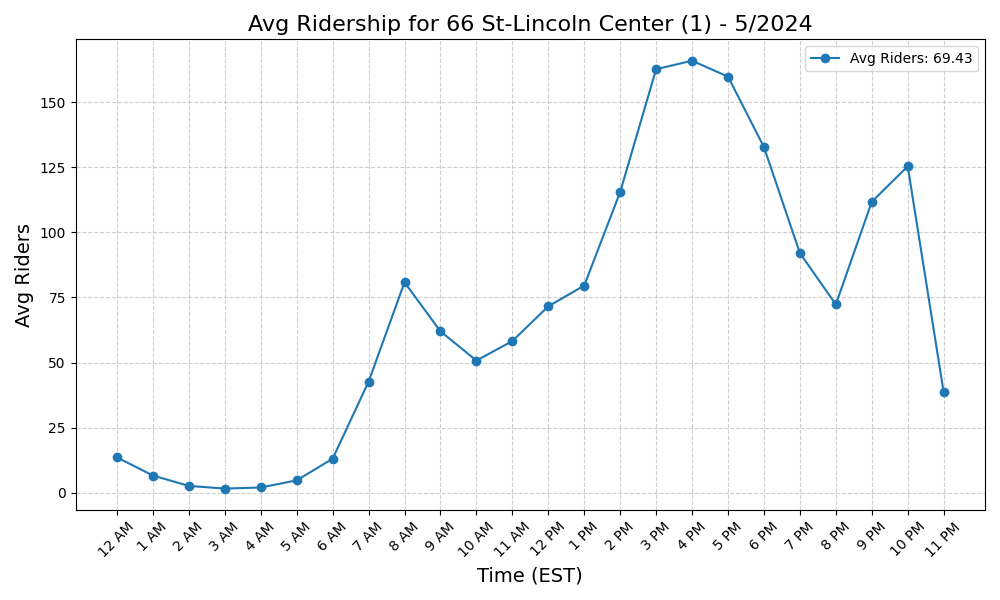 Avg Ridership for 66 St-Lincoln Center (1) - 5/2024
Avg Riders: 69.43
Avg Riders
150
125
100
75
50
25
0
12 AM
1 AM
2 AM
3 AM
4 AM
5 AM
6 AM
7 AM
8 AM
9 AM
10 AM
11 AM
12 PM
1 PM
2 PM
3 PM
4 PM
5 PM
6 PM
7 PM
8 PM
9 PM
10 PM
11 PM
Time (EST)